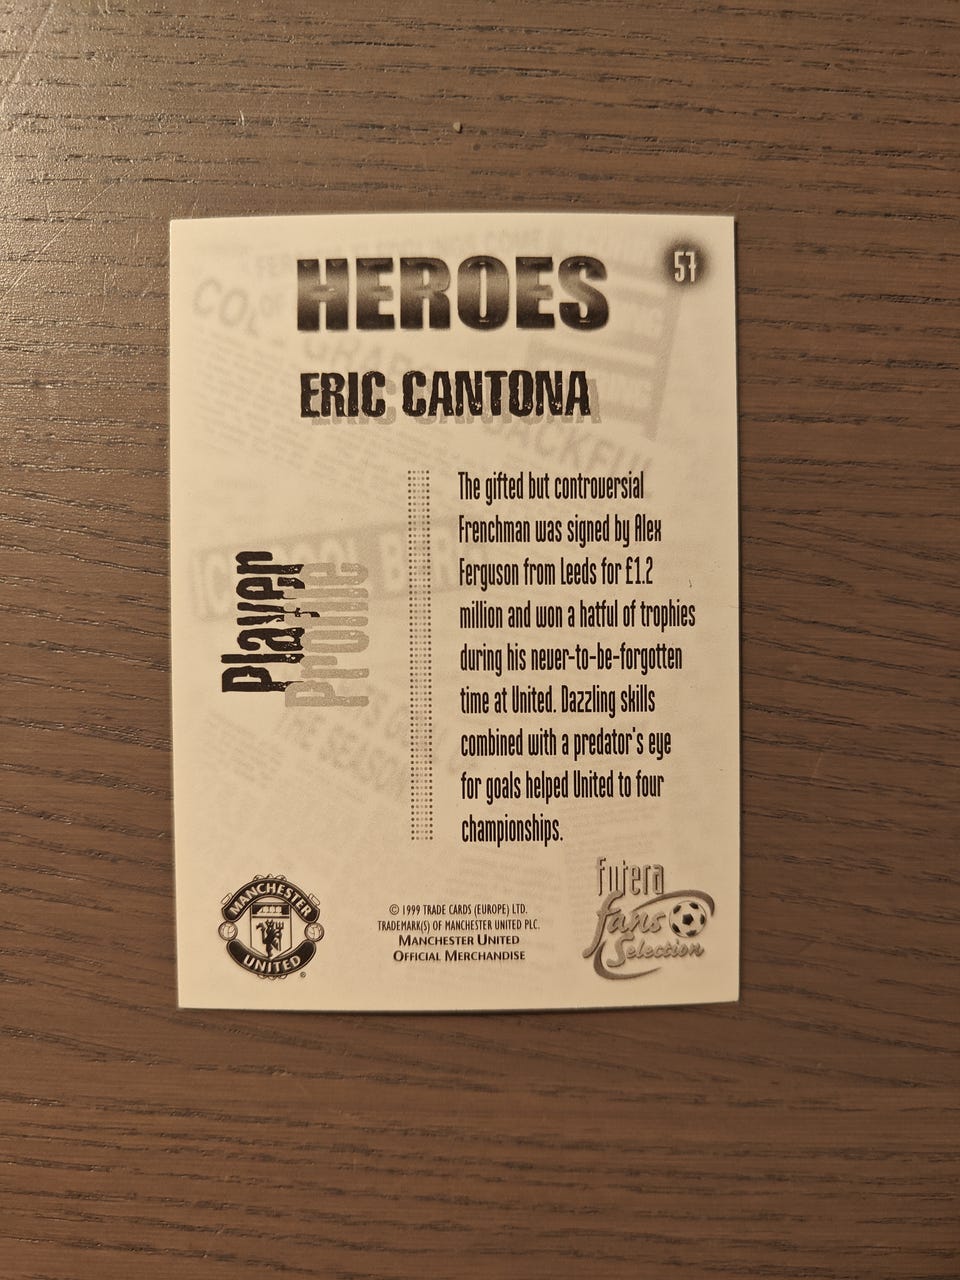 HEROES
57
ERIC CANTONA
Player
Profile
The gifted but controversial
Frenchman was signed by Alex
Ferguson from Leeds for £1.2
million and won a hatful of trophies
during his never-to-be-forgotten
time at United. Dazzling skills
combined with a predator's eye
for goals helped United to four
championships.
MANCHESTER
UNITED
®
© 1999 TRADE CARDS (EUROPE) LTD.
TRADEMARK(S) OF MANCHESTER UNITED PLC.
MANCHESTER UNITED
OFFICIAL MERCHANDISE
futera
fans
Selection